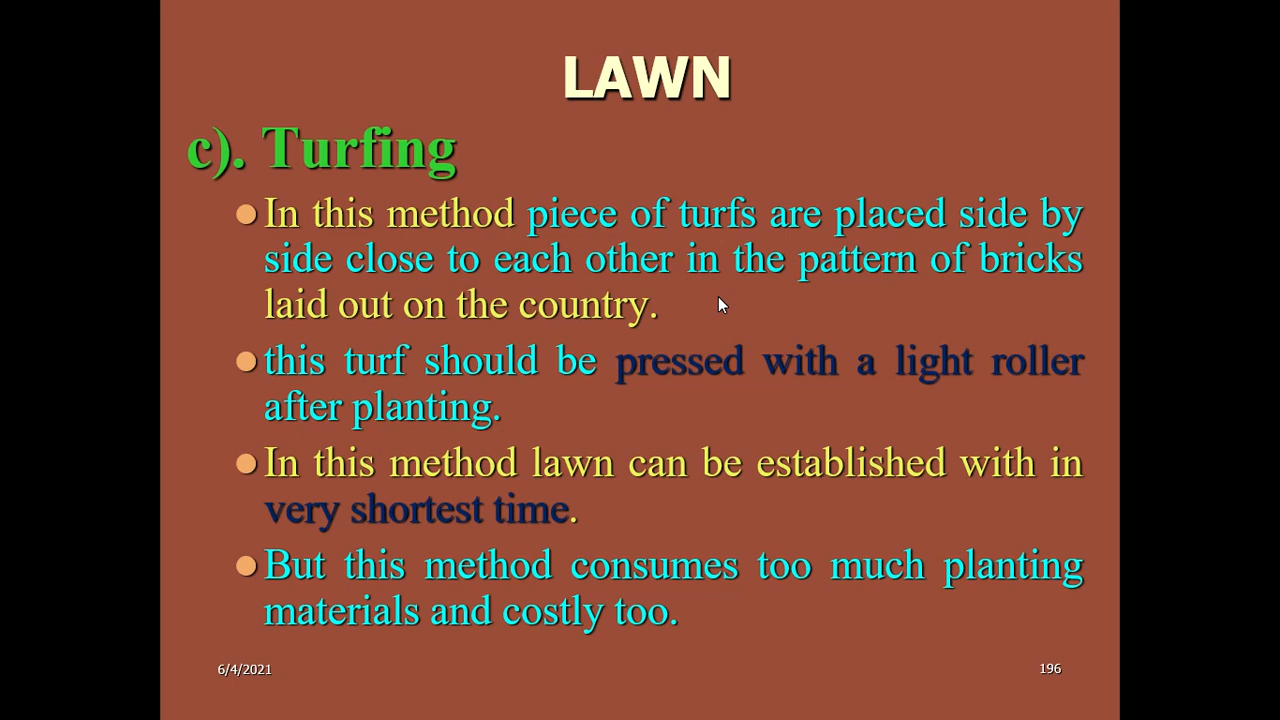 LAWN
c). Turfing
In this method piece of turfs are placed side by
side close to each other in the pattern of bricks
laid out on the country.
this turf should be pressed with a light roller
after planting.
In this method lawn can be established with in
very shortest time.
But this method consumes too much planting
materials and costly too.
6/4/2021
196